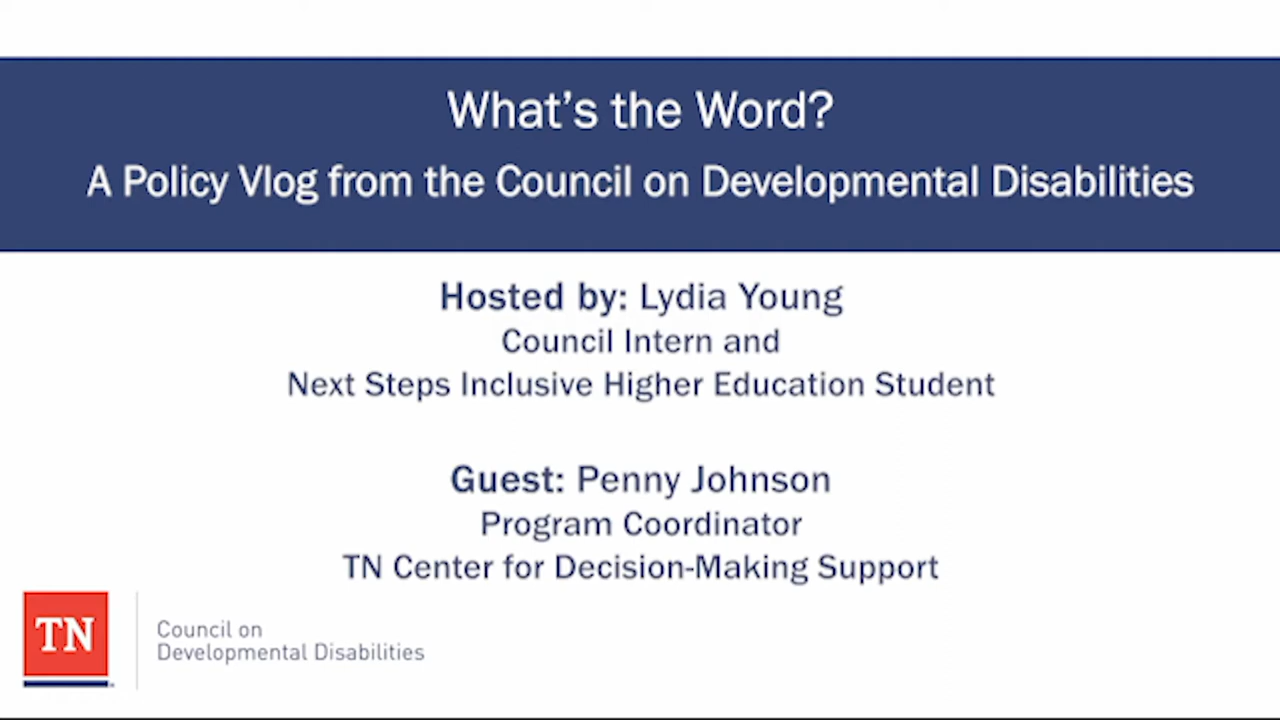 What's the Word?
A Policy Vlog from the Council on Developmental Disabilities
Hosted by: Lydia Young
Council Intern and
Next Steps Inclusive Higher Education Student
Guest: Penny Johnson
Program Coordinator
TN Center for Decision-Making Support
TN
Council on
Developmental Disabilities